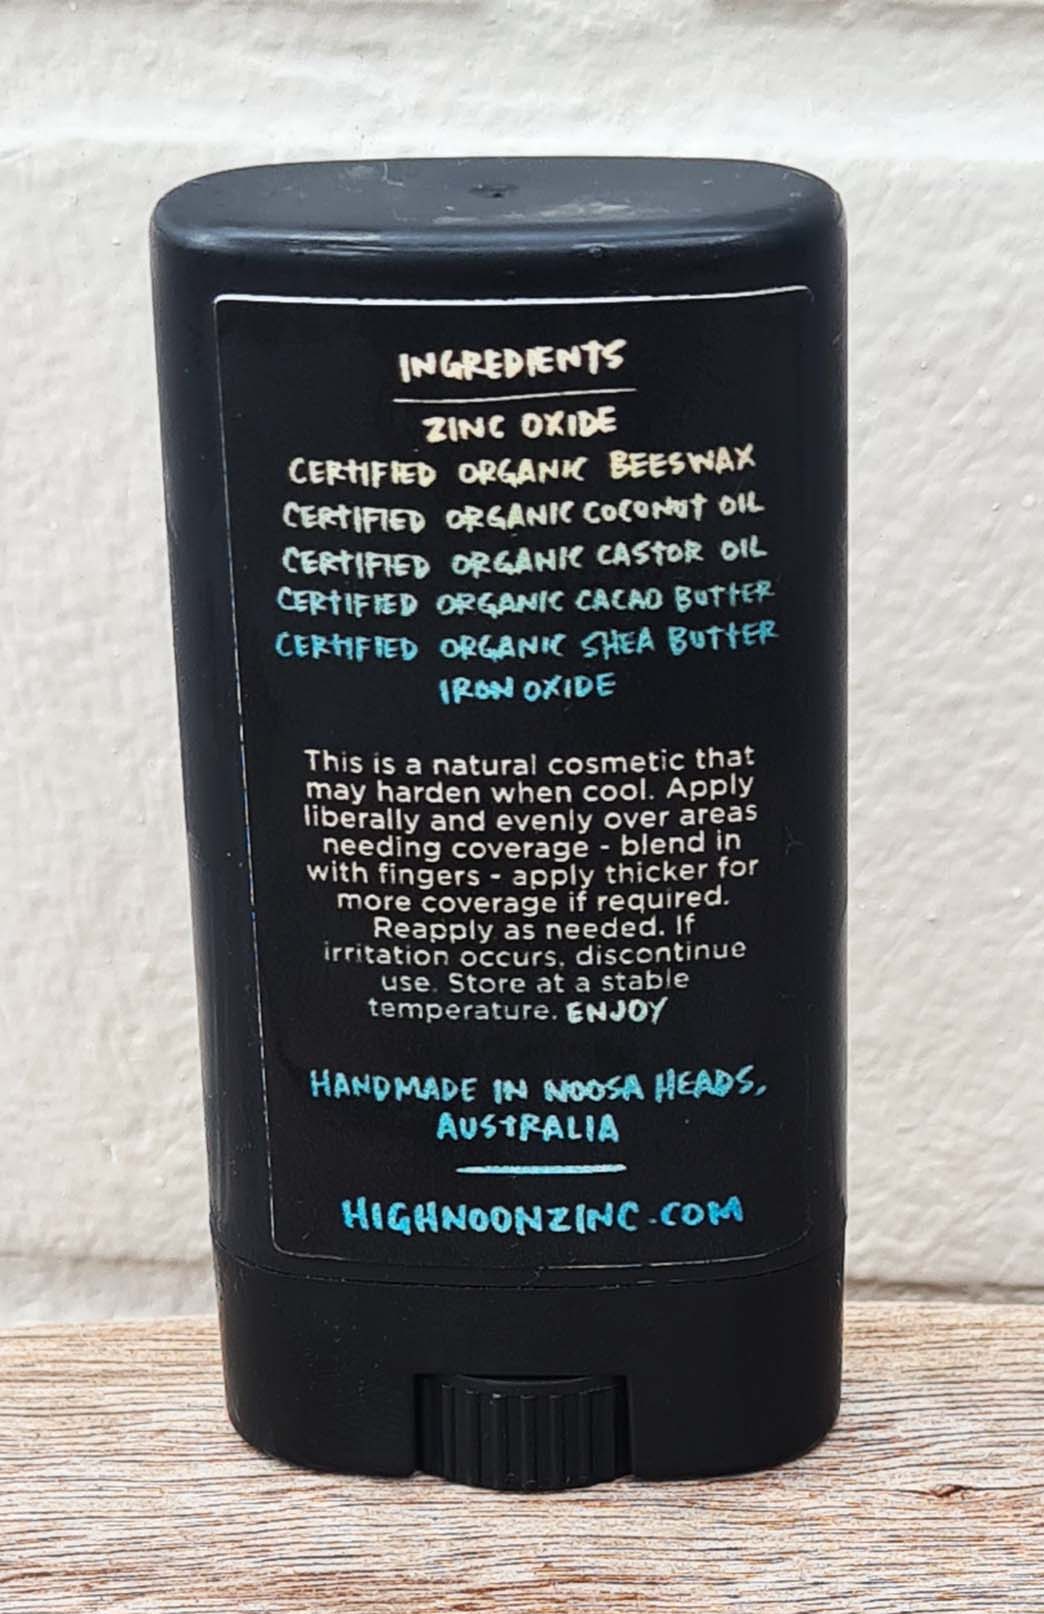 INGREDIENTS
ZINC OXIDE
CERTIFIED ORGANIC BEESWAX
CERTIFIED ORGANIC COCONUT OIL
CERTIFIED ORGANIC CASTOR OIL
CERTIFIED ORGANIC CACAO BUTTER
CERTIFIED ORGANIC SHEA BUTTER
IRON OXIDE
This is a natural cosmetic that
may harden when cool. Apply
liberally and evenly over areas
needing coverage - blend in
with fingers - apply thicker for
more coverage if required.
Reapply as needed. If
irritation occurs, discontinue
use. Store at a stable
temperature. ENJOY
HANDMADE IN NOOSA HEADS,
AUSTRALIA
HIGHNOONZINC.COM